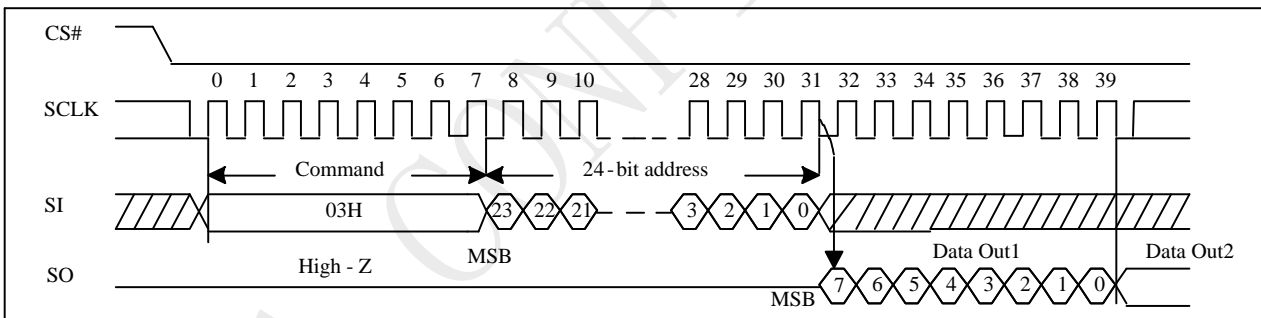 CS#
0 1 2 3 4 5 6 7 8 9 10 28 29 30 31 32 33 34 35 36 37 38 39
SCLK
Command 24-bit address
SI 03H 23 22 21 3 2 1 0
MSB Data Out1 Data Out2
High - Z
SO 7 6 5 4 3 2 1 0
MSB